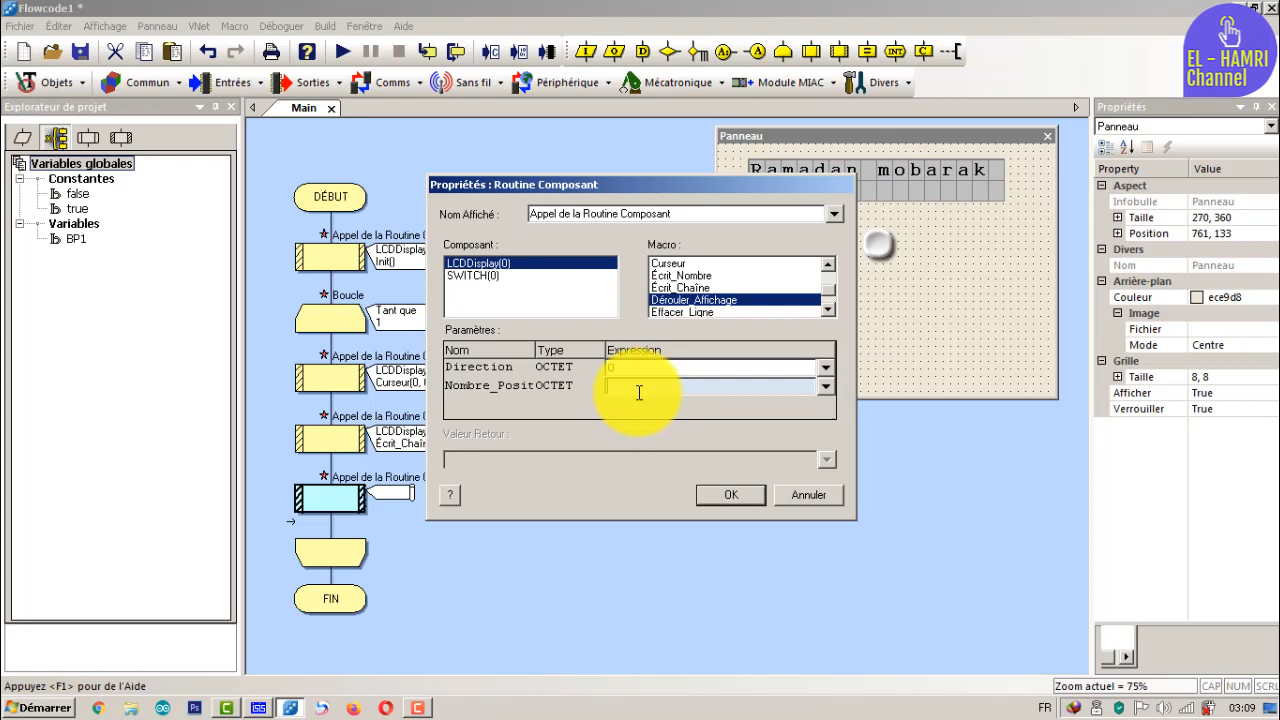 Flowcode1 *
Fichier Éditer Affichage Panneau VNet Macro Déboguer Build Fenêtre Aide
EL - HAMRI
Channel
Objets Commun Entrées Sorties Comms Sans fil Périphérique Mécatronique Module MIAC Divers
Explorateur de projet
Main
Propriétés
Variables globales
Constantes
false
true
Variables
BP1
DÉBUT
Appel de la Routine
LCDDisplay
Init()
Boucle
Tant que
1
Appel de la Routine
LCDDisplay
Curseur(0,
Appel de la Routine
LCDDisplay
Écrit_Chaîn
Appel de la Routine
FIN
Panneau
Ramadan mobarak
Propriétés : Routine Composant
Nom Affiché : Appel de la Routine Composant
Composant :
LCDDisplay(0)
SWITCH(0)
Macro :
Curseur
Écrit_Nombre
Écrit_Chaîne
Dérouler_Affichage
Effacer_Ligne
Paramètres :
Nom Type Expression
Direction OCTET 0
Nombre_Posit OCTET
Valeur Retour :
? OK Annuler
Panneau
Property Value
Aspect
Infobulle Panneau
Taille 270, 360
Position 761, 133
Divers
Nom Panneau
Arrière-plan
Couleur ece9d8
Image
Fichier
Mode Centre
Grille
Taille 8, 8
Afficher True
Verrouiller True
Appuyez <F1> pour de l'Aide
Zoom actuel = 75%
CAP NUM SCRL
Démarrer
FR
03:09